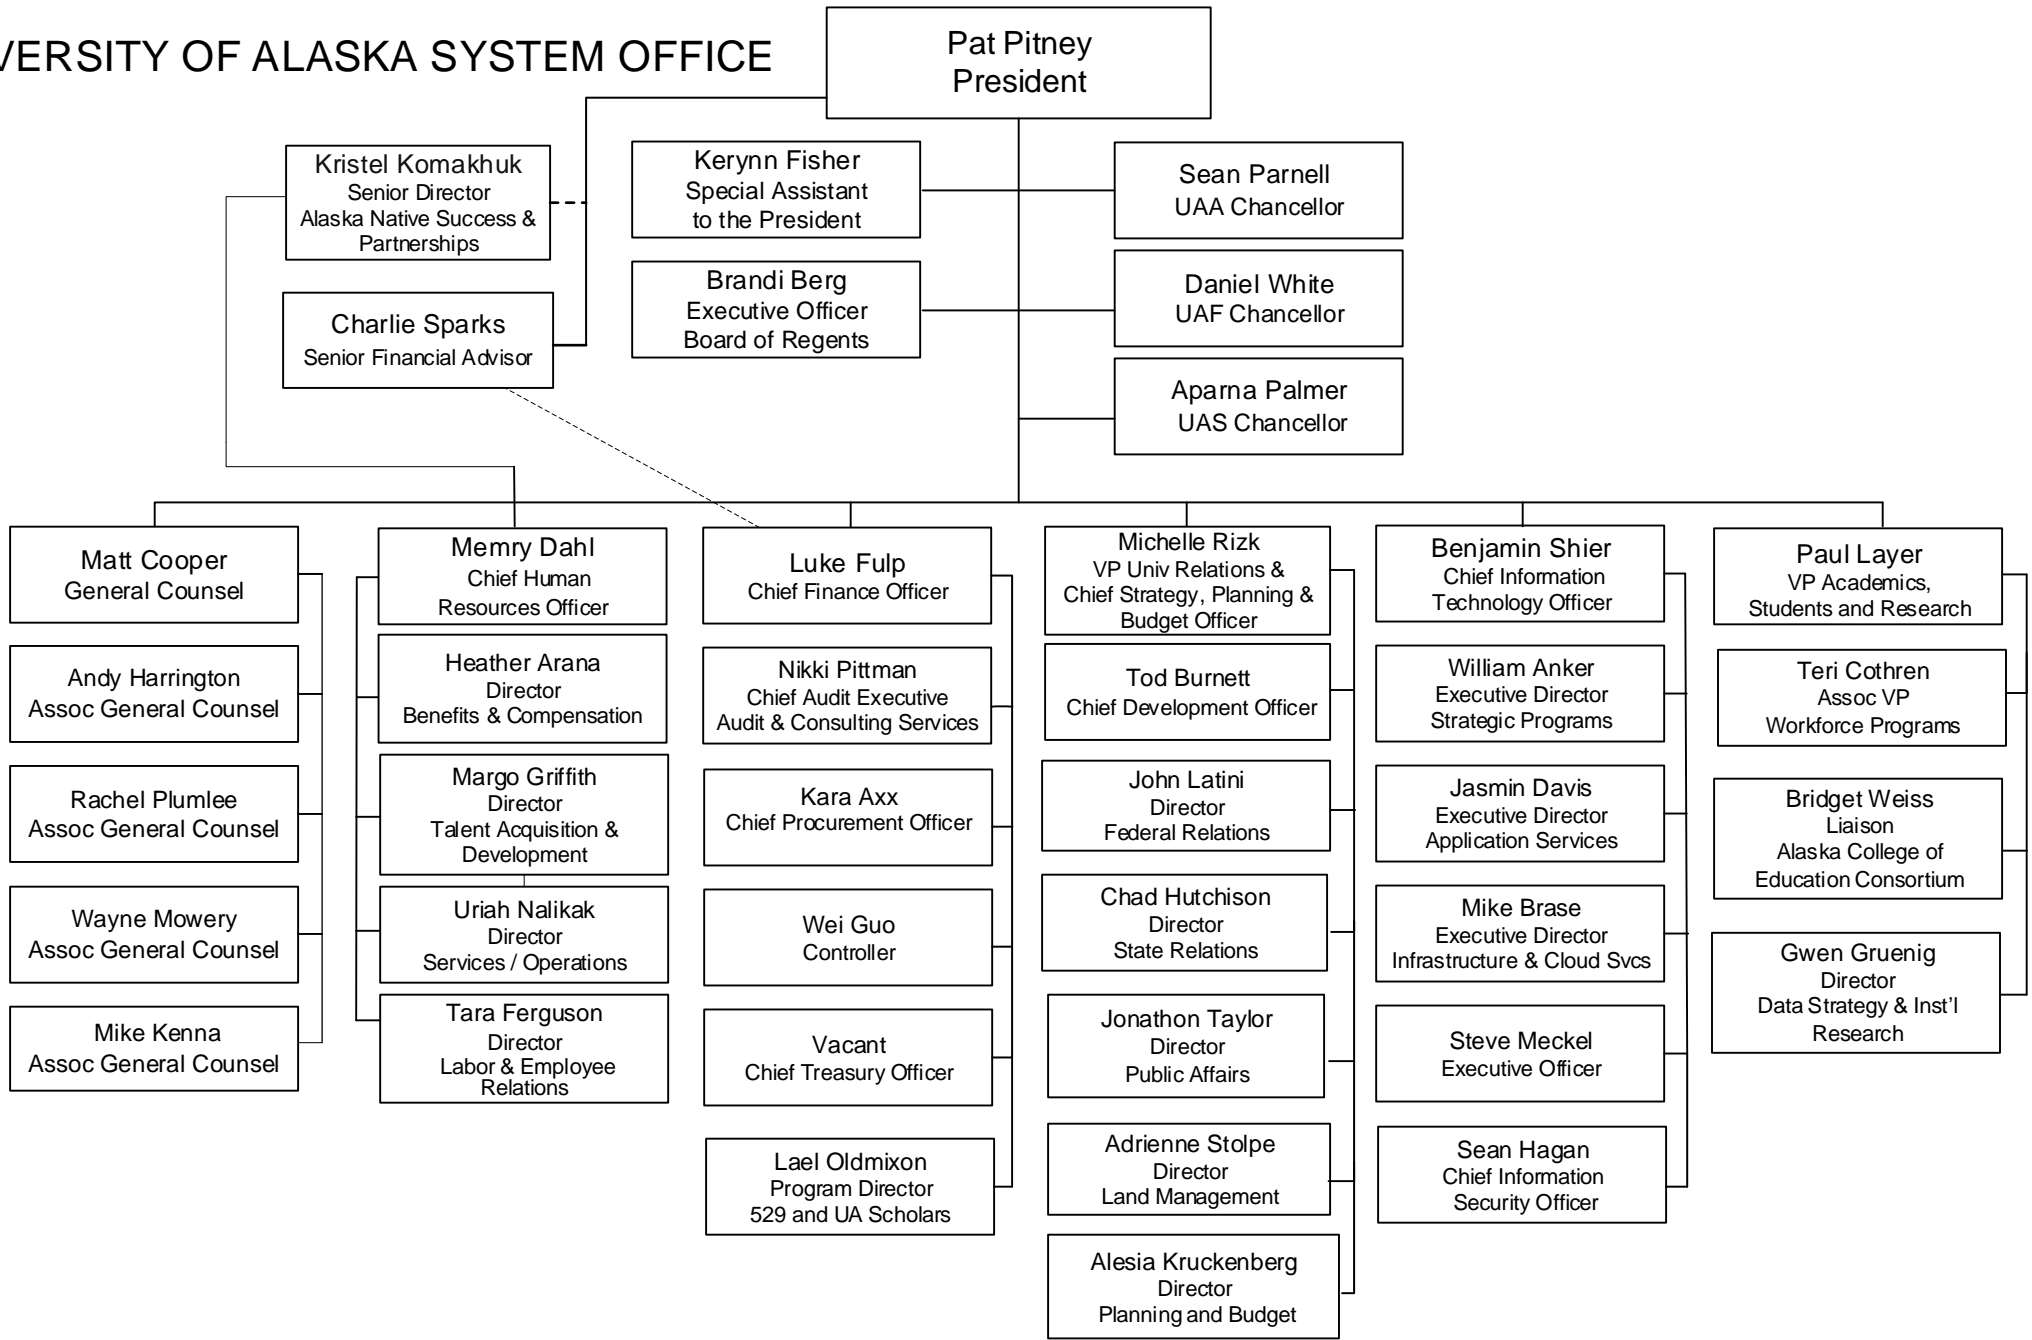 VERSITY OF ALASKA SYSTEM OFFICE
Pat Pitney
President
Kristel Komakhuk
Senior Director
Alaska Native Success &
Partnerships
Kerynn Fisher
Special Assistant
to the President
Sean Parnell
UAA Chancellor
Charlie Sparks
Senior Financial Advisor
Brandi Berg
Executive Officer
Board of Regents
Daniel White
UAF Chancellor
Aparna Palmer
UAS Chancellor
Matt Cooper
General Counsel
Andy Harrington
Assoc General Counsel
Rachel Plumlee
Assoc General Counsel
Wayne Mowery
Assoc General Counsel
Mike Kenna
Assoc General Counsel
Memry Dahl
Chief Human
Resources Officer
Heather Arana
Director
Benefits & Compensation
Margo Griffith
Director
Talent Acquisition &
Development
Uriah Nalikak
Director
Services / Operations
Tara Ferguson
Director
Labor & Employee
Relations
Luke Fulp
Chief Finance Officer
Nikki Pittman
Chief Audit Executive
Audit & Consulting Services
Kara Axx
Chief Procurement Officer
Wei Guo
Controller
Vacant
Chief Treasury Officer
Lael Oldmixon
Program Director
529 and UA Scholars
Michelle Rizk
VP Univ Relations &
Chief Strategy, Planning &
Budget Officer
Tod Burnett
Chief Development Officer
John Latini
Director
Federal Relations
Chad Hutchison
Director
State Relations
Jonathon Taylor
Director
Public Affairs
Adrienne Stolpe
Director
Land Management
Alesia Kruckenberg
Director
Planning and Budget
Benjamin Shier
Chief Information
Technology Officer
William Anker
Executive Director
Strategic Programs
Jasmin Davis
Executive Director
Application Services
Mike Brase
Executive Director
Infrastructure & Cloud Svcs
Steve Meckel
Executive Officer
Sean Hagan
Chief Information
Security Officer
Paul Layer
VP Academics,
Students and Research
Teri Cothren
Assoc VP
Workforce Programs
Bridget Weiss
Liaison
Alaska College of
Education Consortium
Gwen Gruenig
Director
Data Strategy & Inst'l
Research